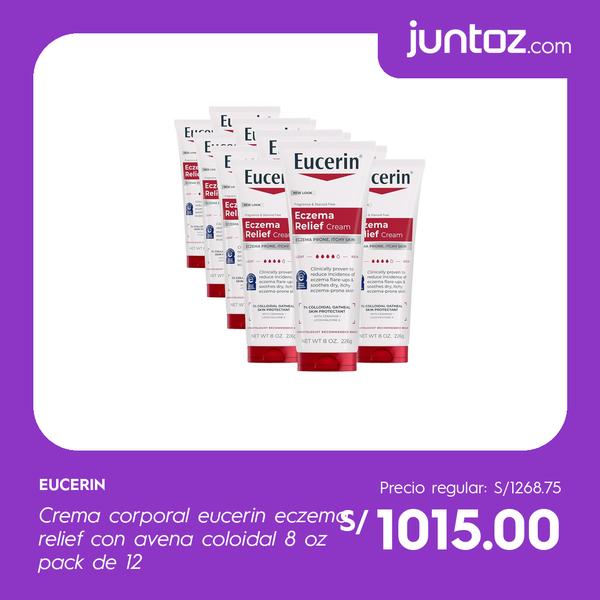 juntoz.com
Eucerin
NEW LOOK
Fragrance & Steroid Free
Eczema
Relief Cream
ECZEMA PRONE, ITCHY SKIN
Clinically proven to
reduce incidence of
eczema flare-ups &
soothes dry, itchy
eczema-prone skin
1% COLLOIDAL OATMEAL
SKIN PROTECTANT
NET WT 8 OZ. 226g
EUCERIN
Precio regular: S/1268.75
Crema corporal eucerin eczema
relief con avena coloidal 8 oz
pack de 12
S/ 1015.00